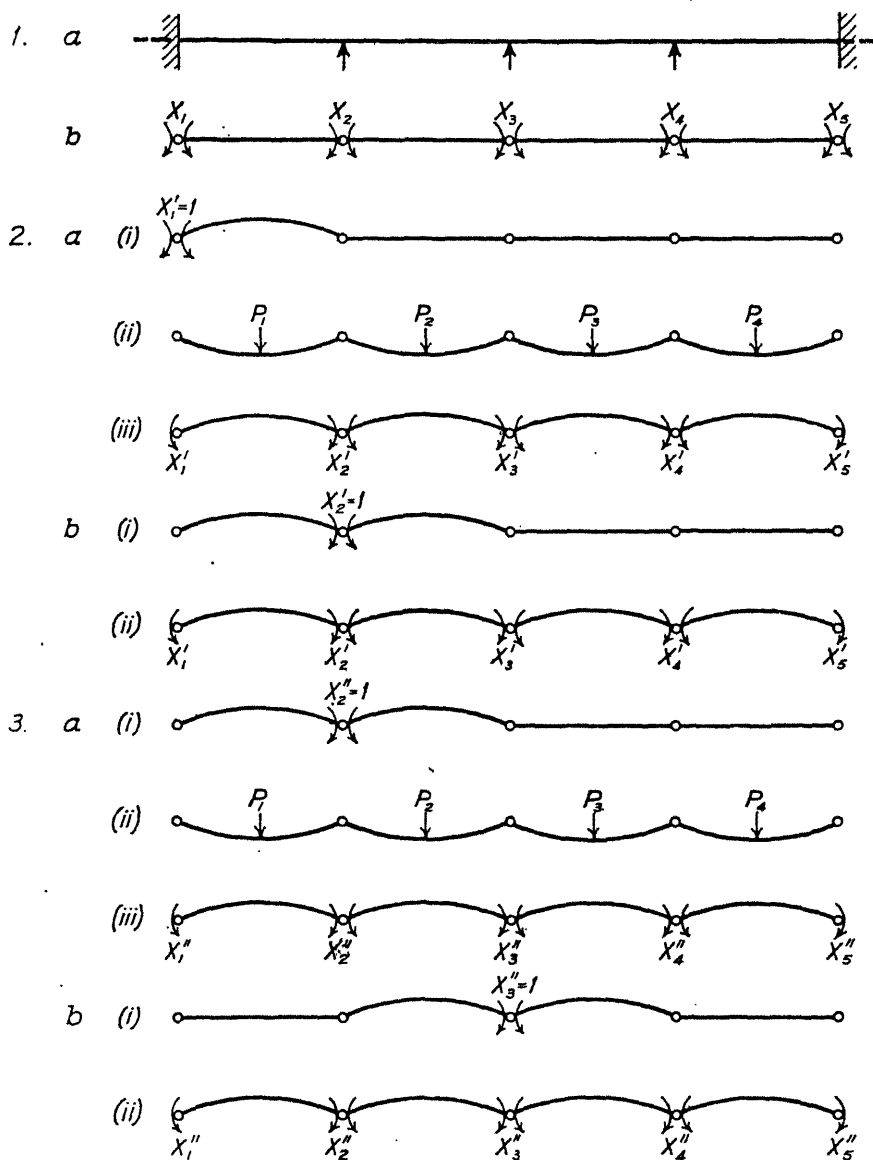 1. a
X₁ X₂ X₃ X₄ X₅
b
X₁'=1
2. a (i)
P₁ P₂ P₃ P₄
(ii)
(iii)
X₁' X₂' X₃' X₄' X₅'
X₂'=1
b (i)
(ii)
X₁' X₂' X₃' X₄' X₅'
X₂''=1
3. a (i)
P₁ P₂ P₃ P₄
(ii)
(iii)
X₁'' X₂'' X₃'' X₄'' X₅''
X₃''=1
b (i)
(ii)
X₁'' X₂'' X₃'' X₄'' X₅''